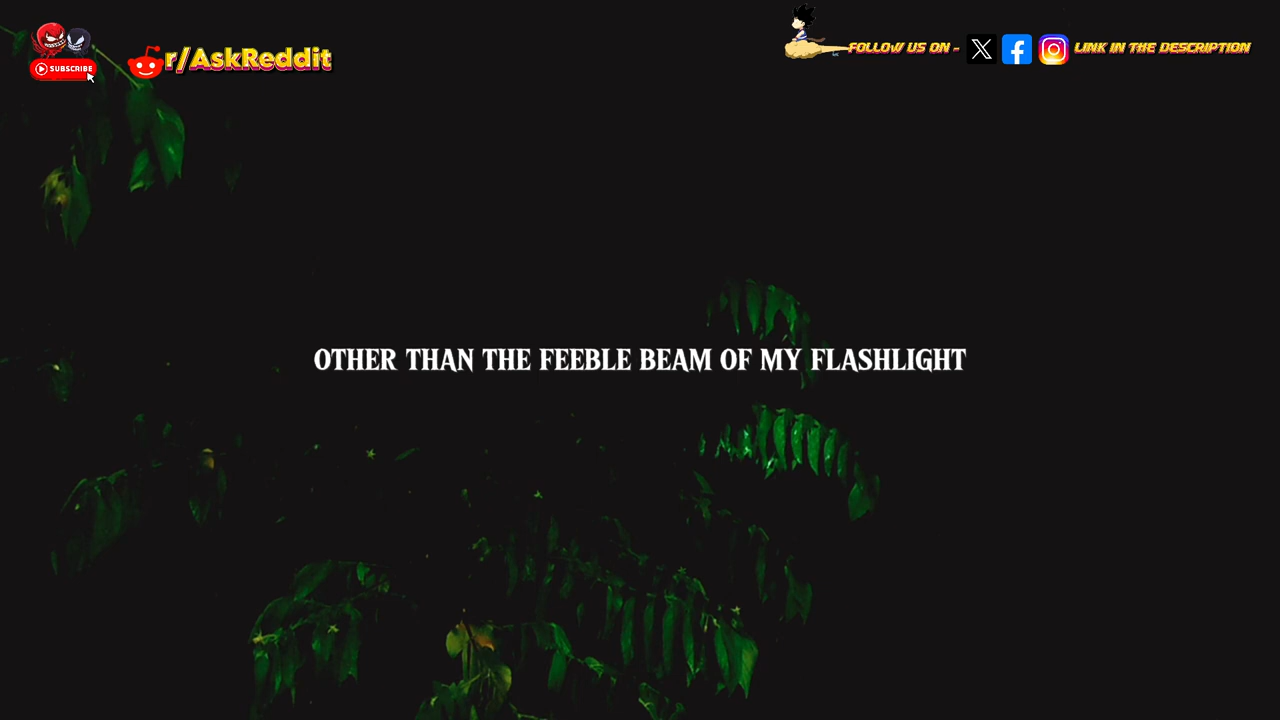 SUBSCRIBE
r/AskReddit
FOLLOW US ON -
LINK IN THE DESCRIPTION
OTHER THAN THE FEEBLE BEAM OF MY FLASHLIGHT